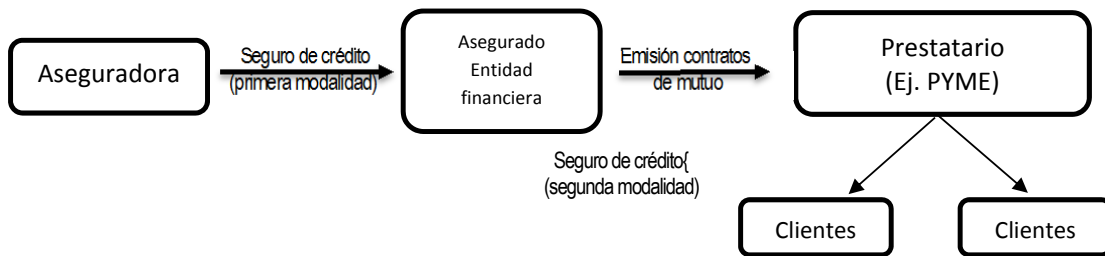 Aseguradora
Seguro de crédito
(primera modalidad)
Asegurado
Entidad
financiera
Emisión contratos
de mutuo
Prestatario
(Ej. PYME)
Seguro de crédito{
(segunda modalidad)
Clientes
Clientes